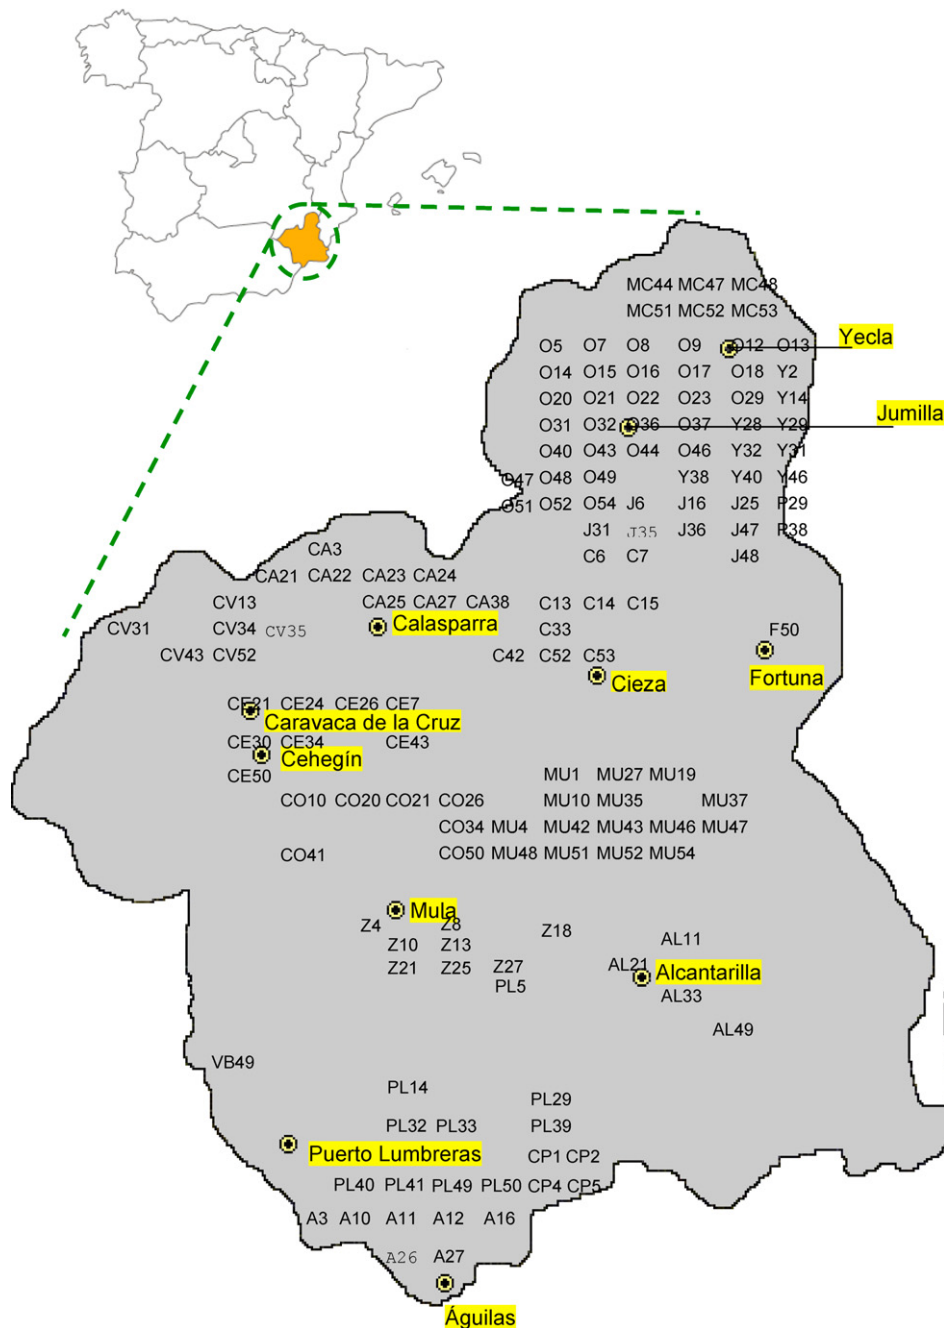 MC44 MC47 MC48
MC51 MC52 MC53
O5 O7 O8 O9 O12 O13 Yecla
O14 O15 O16 O17 O18 Y2
O20 O21 O22 O23 O29 Y14
Jumilla
O31 O32 O36 O37 Y28 Y29
O40 O43 O44 O46 Y32 Y31
O47 O48 O49 Y38 Y40 Y46
O51 O52 O54 J6 J16 J25 P29
J31 J35 J36 J47 P38
CA3 C6 C7 J48
CA21 CA22 CA23 CA24
CV13 CA25 CA27 CA38 C13 C14 C15
CV31 CV34 CV35 Calasparra C33 F50
CV43 CV52 C42 C52 C53
Cieza Fortuna
CE21 CE24 CE26 CE7
Caravaca de la Cruz
CE30 CE34 CE43
Cehegín
CE50 MU1 MU27 MU19
CO10 CO20 CO21 CO26 MU10 MU35 MU37
CO34 MU4 MU42 MU43 MU46 MU47
CO41 CO50 MU48 MU51 MU52 MU54
Mula
Z4 Z8 Z18
Z10 Z13 AL11
Z21 Z25 Z27 AL21 Alcantarilla
PL5 AL33
AL49
VB49
PL14 PL29
PL32 PL33 PL39
Puerto Lumbreras CP1 CP2
PL40 PL41 PL49 PL50 CP4 CP5
A3 A10 A11 A12 A16
A26 A27
Águilas